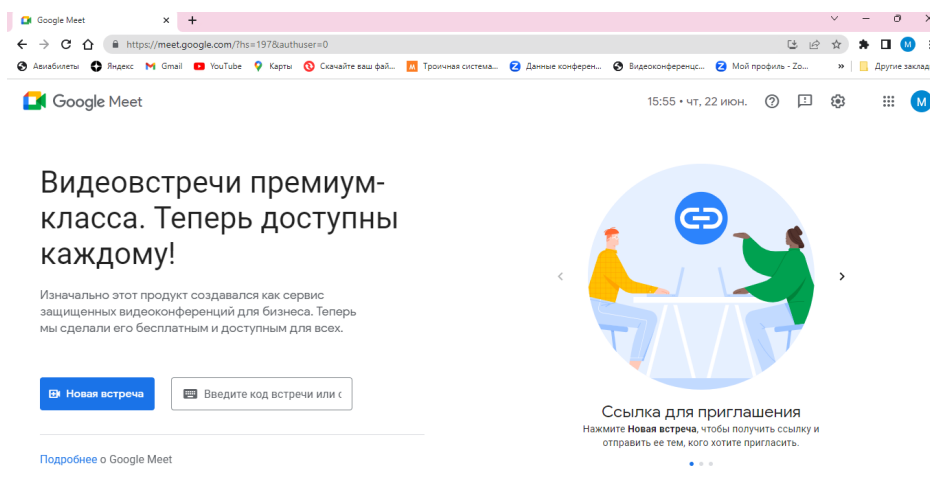 Google Meet
https://meet.google.com/?hs=197&authuser=0
Авиабилеты Яндекс Gmail YouTube Карты Скачайте ваш фай... Троичная система... Данные конферен... Видеоконференцс... Мой профиль - Zo... » Другие заклад
Google Meet 15:55 • чт, 22 июн. M
Видеовстречи премиум-
класса. Теперь доступны
каждому!
Изначально этот продукт создавался как сервис
защищенных видеоконференций для бизнеса. Теперь
мы сделали его бесплатным и доступным для всех.
Новая встреча Введите код встречи или с
Подробнее о Google Meet
Ссылка для приглашения
Нажмите Новая встреча, чтобы получить ссылку и
отправить ее тем, кого хотите пригласить.